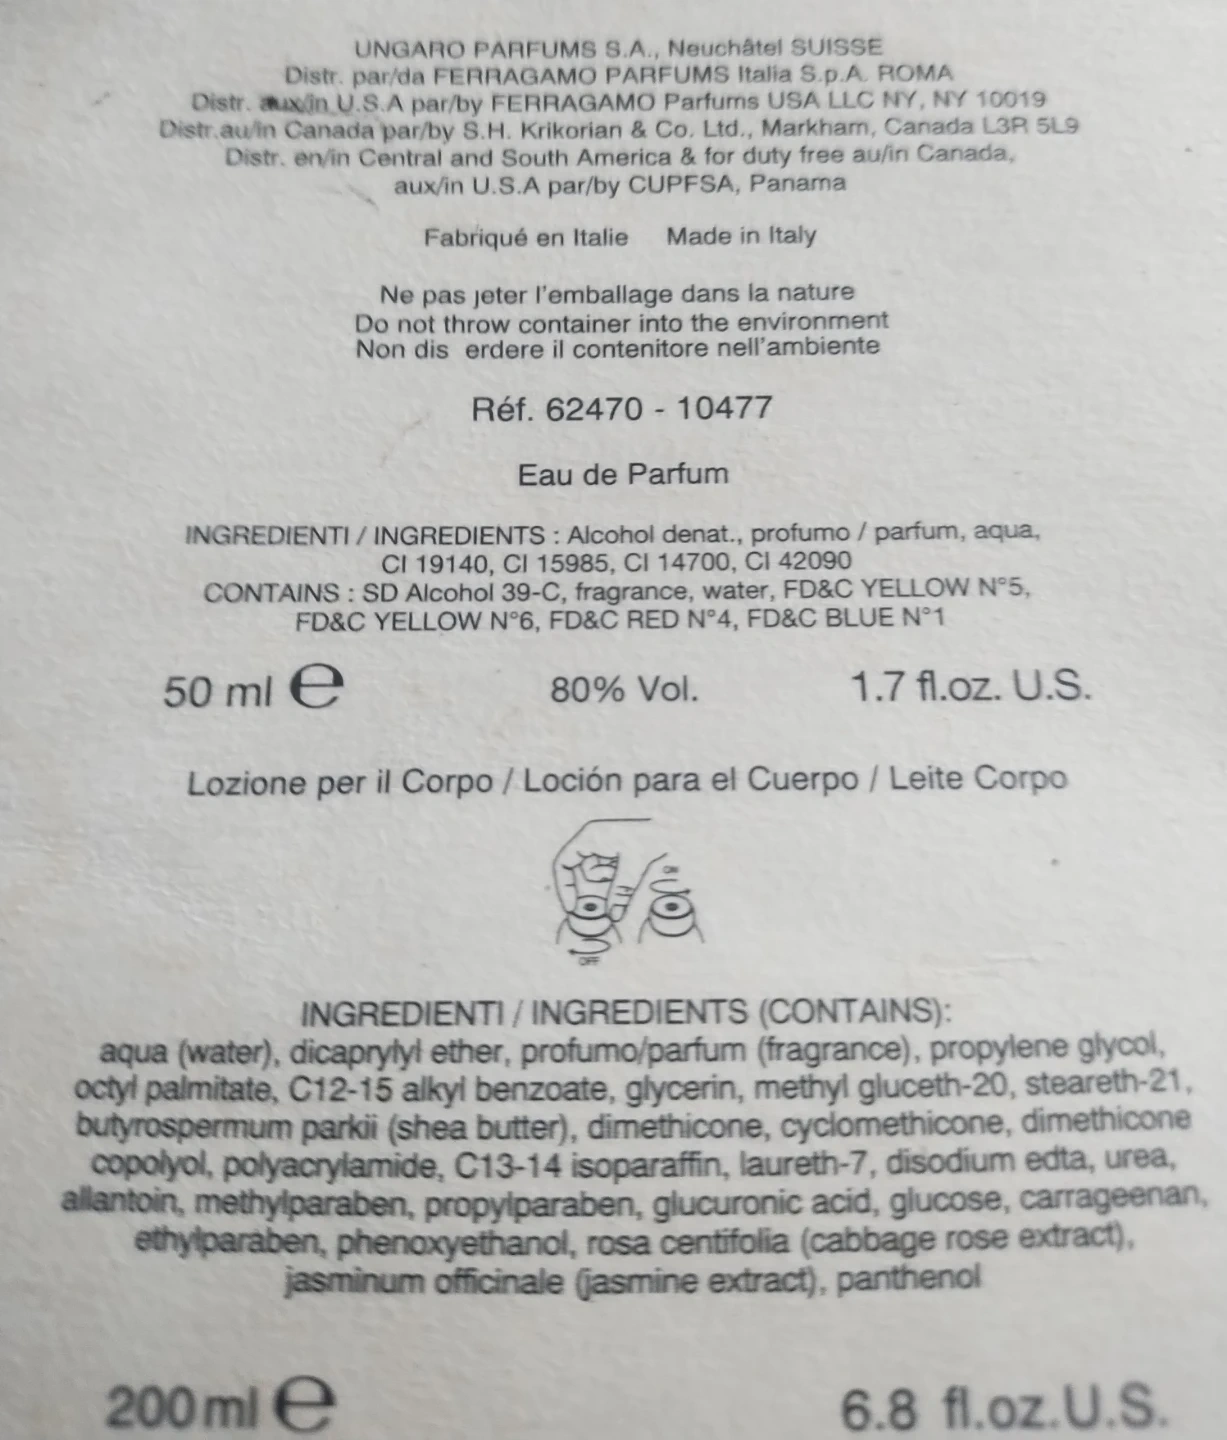 UNGARO PARFUMS S.A., Neuchâtel SUISSE
Distr. par/da FERRAGAMO PARFUMS Italia S.p.A. ROMA
Distr. aux/in U.S.A par/by FERRAGAMO Parfums USA LLC NY, NY 10019
Distr.au/in Canada par/by S.H. Krikorian & Co. Ltd., Markham, Canada L3R 5L9
Distr. en/in Central and South America & for duty free au/in Canada,
aux/in U.S.A par/by CUPFSA, Panama
Fabriqué en Italie Made in Italy
Ne pas jeter l'emballage dans la nature
Do not throw container into the environment
Non dis erdere il contenitore nell'ambiente
Réf. 62470 - 10477
Eau de Parfum
INGREDIENTI / INGREDIENTS : Alcohol denat., profumo / parfum, aqua,
CI 19140, CI 15985, CI 14700, CI 42090
CONTAINS : SD Alcohol 39-C, fragrance, water, FD&C YELLOW N°5,
FD&C YELLOW N°6, FD&C RED N°4, FD&C BLUE N°1
50 ml e 80% Vol. 1.7 fl.oz. U.S.
Lozione per il Corpo / Loción para el Cuerpo / Leite Corpo
ON
OFF
INGREDIENTI / INGREDIENTS (CONTAINS):
aqua (water), dicaprylyl ether, profumo/parfum (fragrance), propylene glycol,
octyl palmitate, C12-15 alkyl benzoate, glycerin, methyl gluceth-20, steareth-21,
butyrospermum parkii (shea butter), dimethicone, cyclomethicone, dimethicone
copolyol, polyacrylamide, C13-14 isoparaffin, laureth-7, disodium edta, urea,
allantoin, methylparaben, propylparaben, glucuronic acid, glucose, carrageenan,
ethylparaben, phenoxyethanol, rosa centifolia (cabbage rose extract),
jasminum officinale (jasmine extract), panthenol
200 ml e 6.8 fl.oz.U.S.